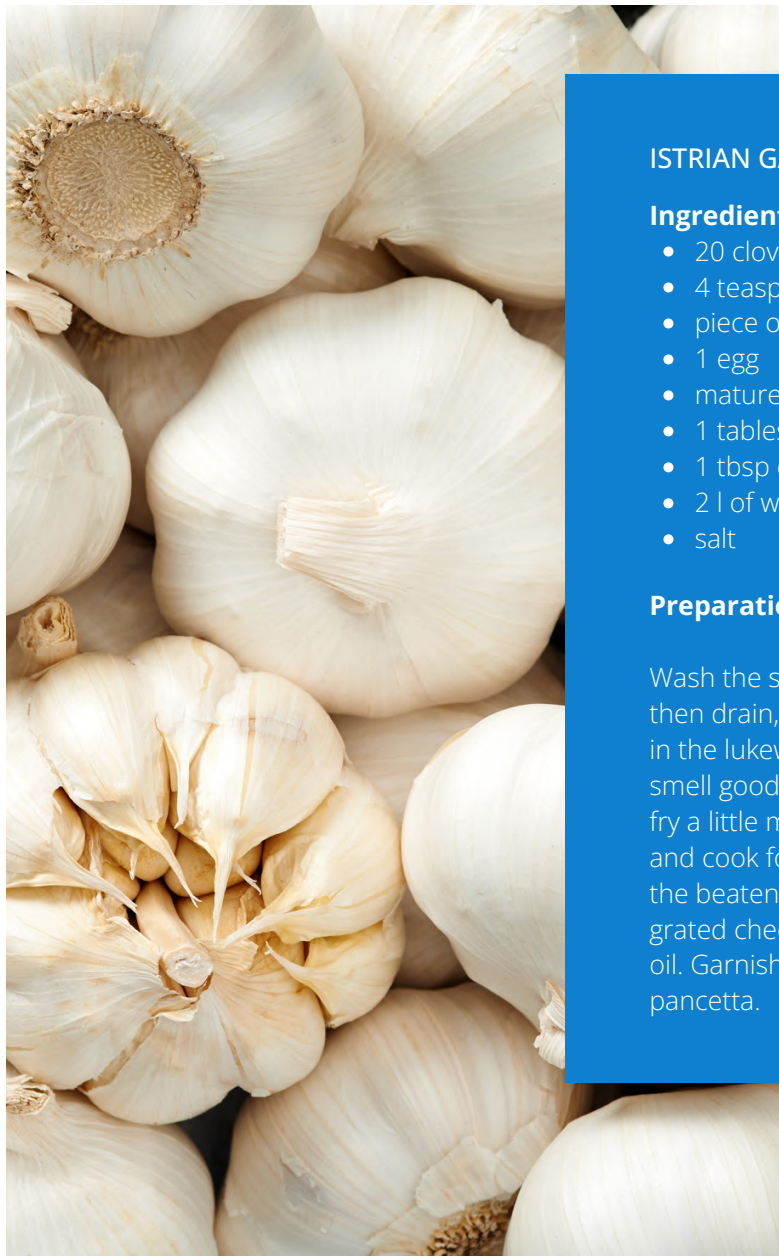 ISTRIAN GA
Ingredient
• 20 clov
• 4 teasp
• piece o
• 1 egg
• mature
• 1 tables
• 1 tbsp
• 2 l of w
• salt
Preparatio
Wash the s
then drain,
in the lukew
smell good
fry a little m
and cook fo
the beaten
grated chee
oil. Garnish
pancetta.